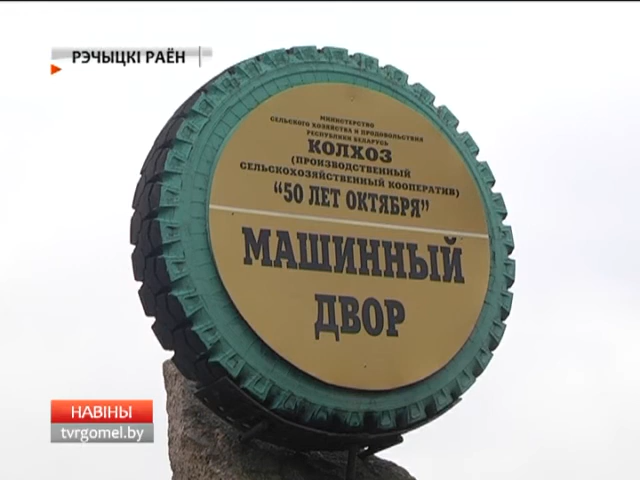 РЭЧЫЦКІ РАЁН
МИНИСТЕРСТВО
СЕЛЬСКОГО ХОЗЯЙСТВА И ПРОДОВОЛЬСТВИЯ
РЕСПУБЛИКИ БЕЛАРУСЬ
КОЛХОЗ
(ПРОИЗВОДСТВЕННЫЙ
СЕЛЬСКОХОЗЯЙСТВЕННЫЙ КООПЕРАТИВ)
"50 ЛЕТ ОКТЯБРЯ"
МАШИННЫЙ
ДВОР
НАВІНЫ
tvrgomel.by